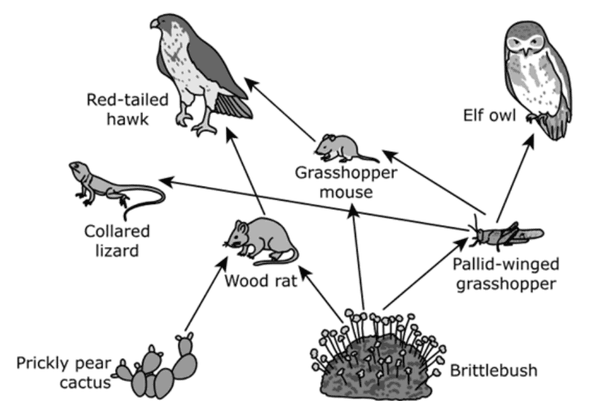 Red-tailed
hawk
Elf owl
Grasshopper
mouse
Collared
lizard
Wood rat
Pallid-winged
grasshopper
Prickly pear
cactus
Brittlebush